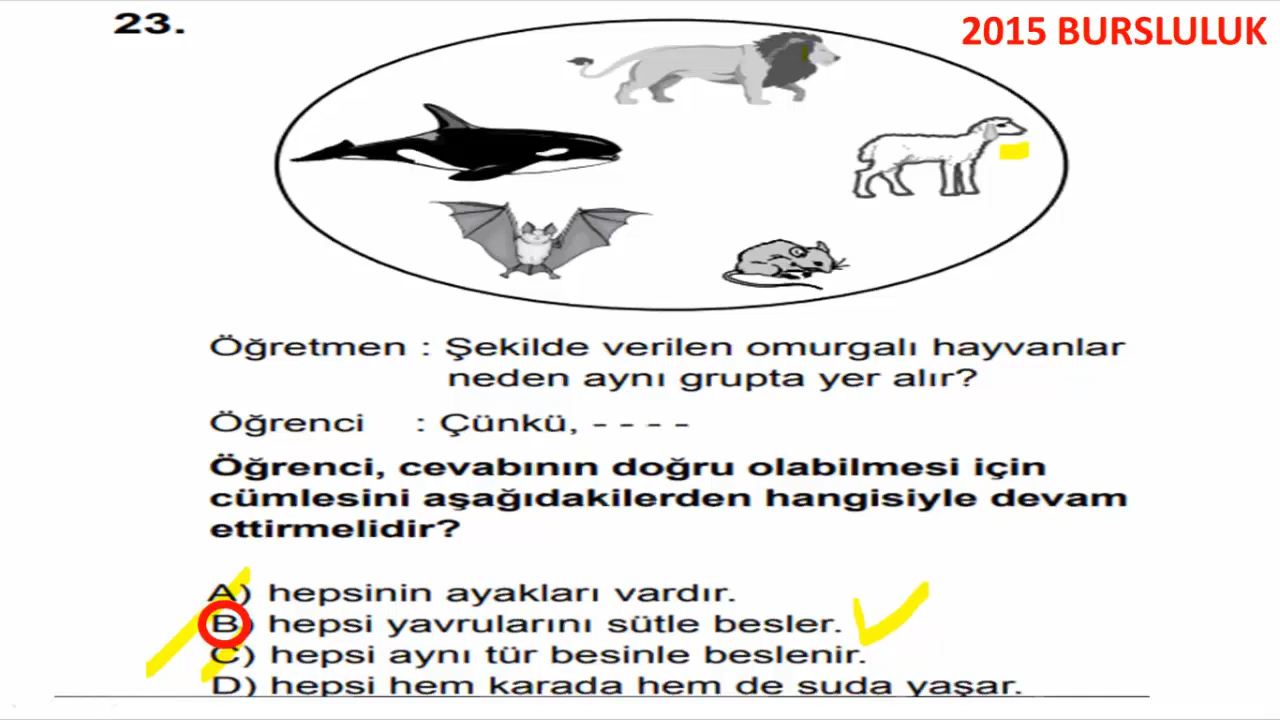 23.
2015 BURSLULUK
Öğretmen : Şekilde verilen omurgalı hayvanlar
neden aynı grupta yer alır?
Öğrenci : Çünkü, - - - -
Öğrenci, cevabının doğru olabilmesi için
cümlesini aşağıdakilerden hangisiyle devam
ettirmelidir?
A) hepsinin ayakları vardır.
B) hepsi yavrularını sütle besler.
C) hepsi aynı tür besinle beslenir.
D) hepsi hem karada hem de suda yaşar.